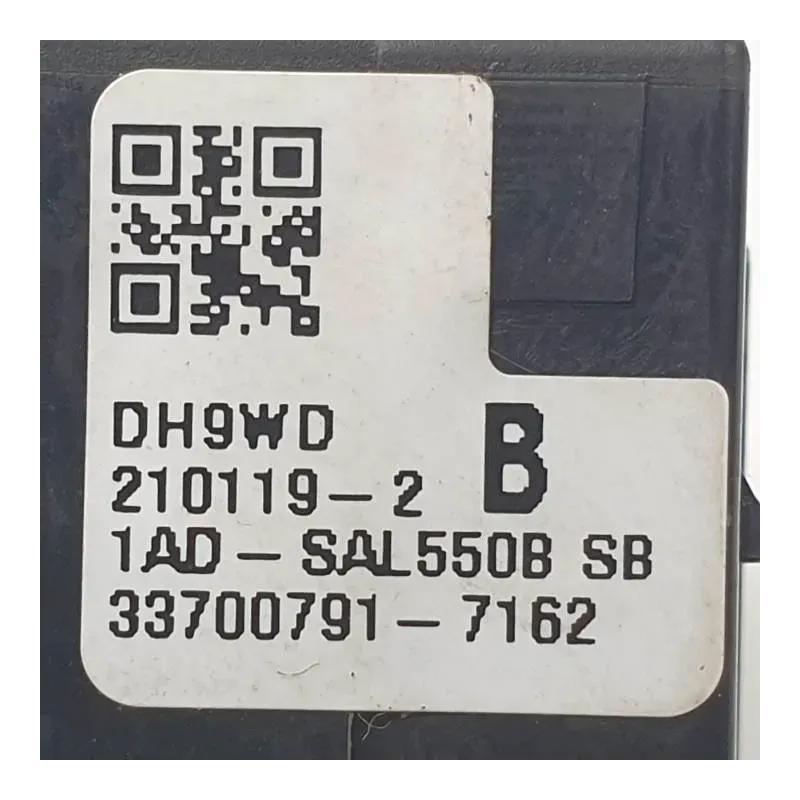 DH9WD
B
210119-2
1AD-SAL550B SB
33700791-7162